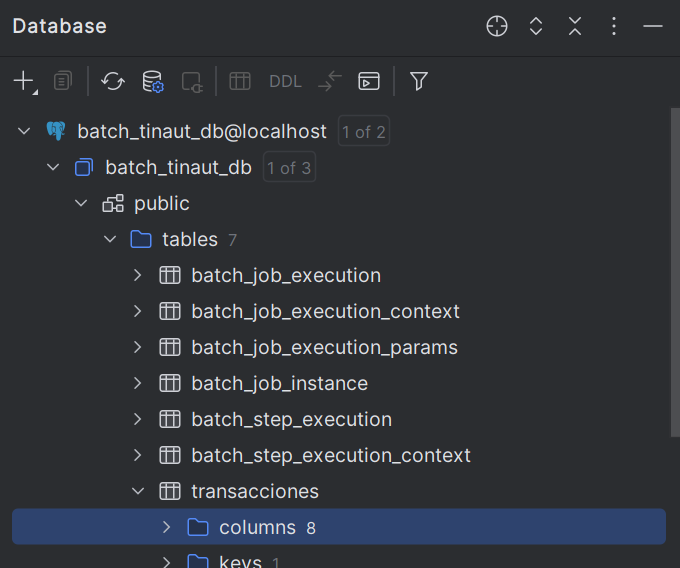 Database
DDL
batch_tinaut_db@localhost 1 of 2
batch_tinaut_db 1 of 3
public
tables 7
batch_job_execution
batch_job_execution_context
batch_job_execution_params
batch_job_instance
batch_step_execution
batch_step_execution_context
transacciones
columns 8
keys 1